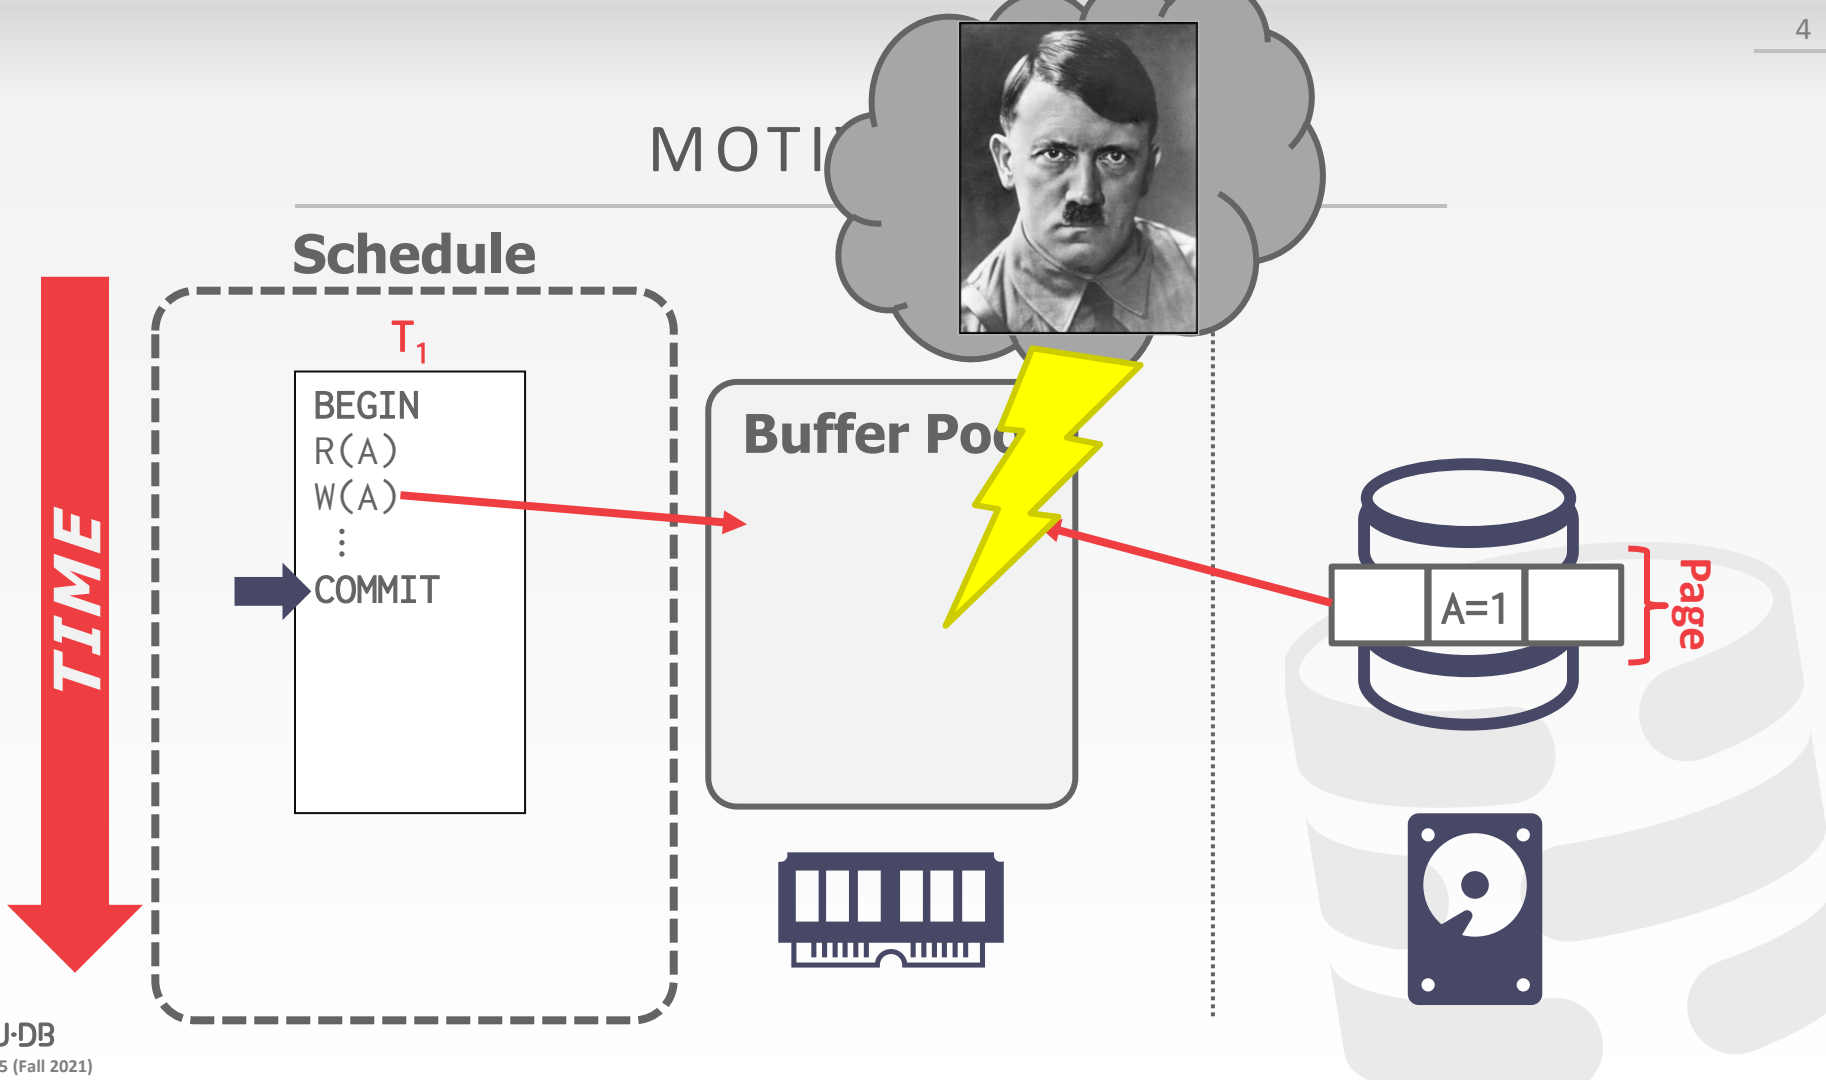 4
MOTI
Schedule
T1
BEGIN
R(A)
W(A)
⋮
COMMIT
TIME
Buffer Poo
A=1
Page
U·DB
5 (Fall 2021)